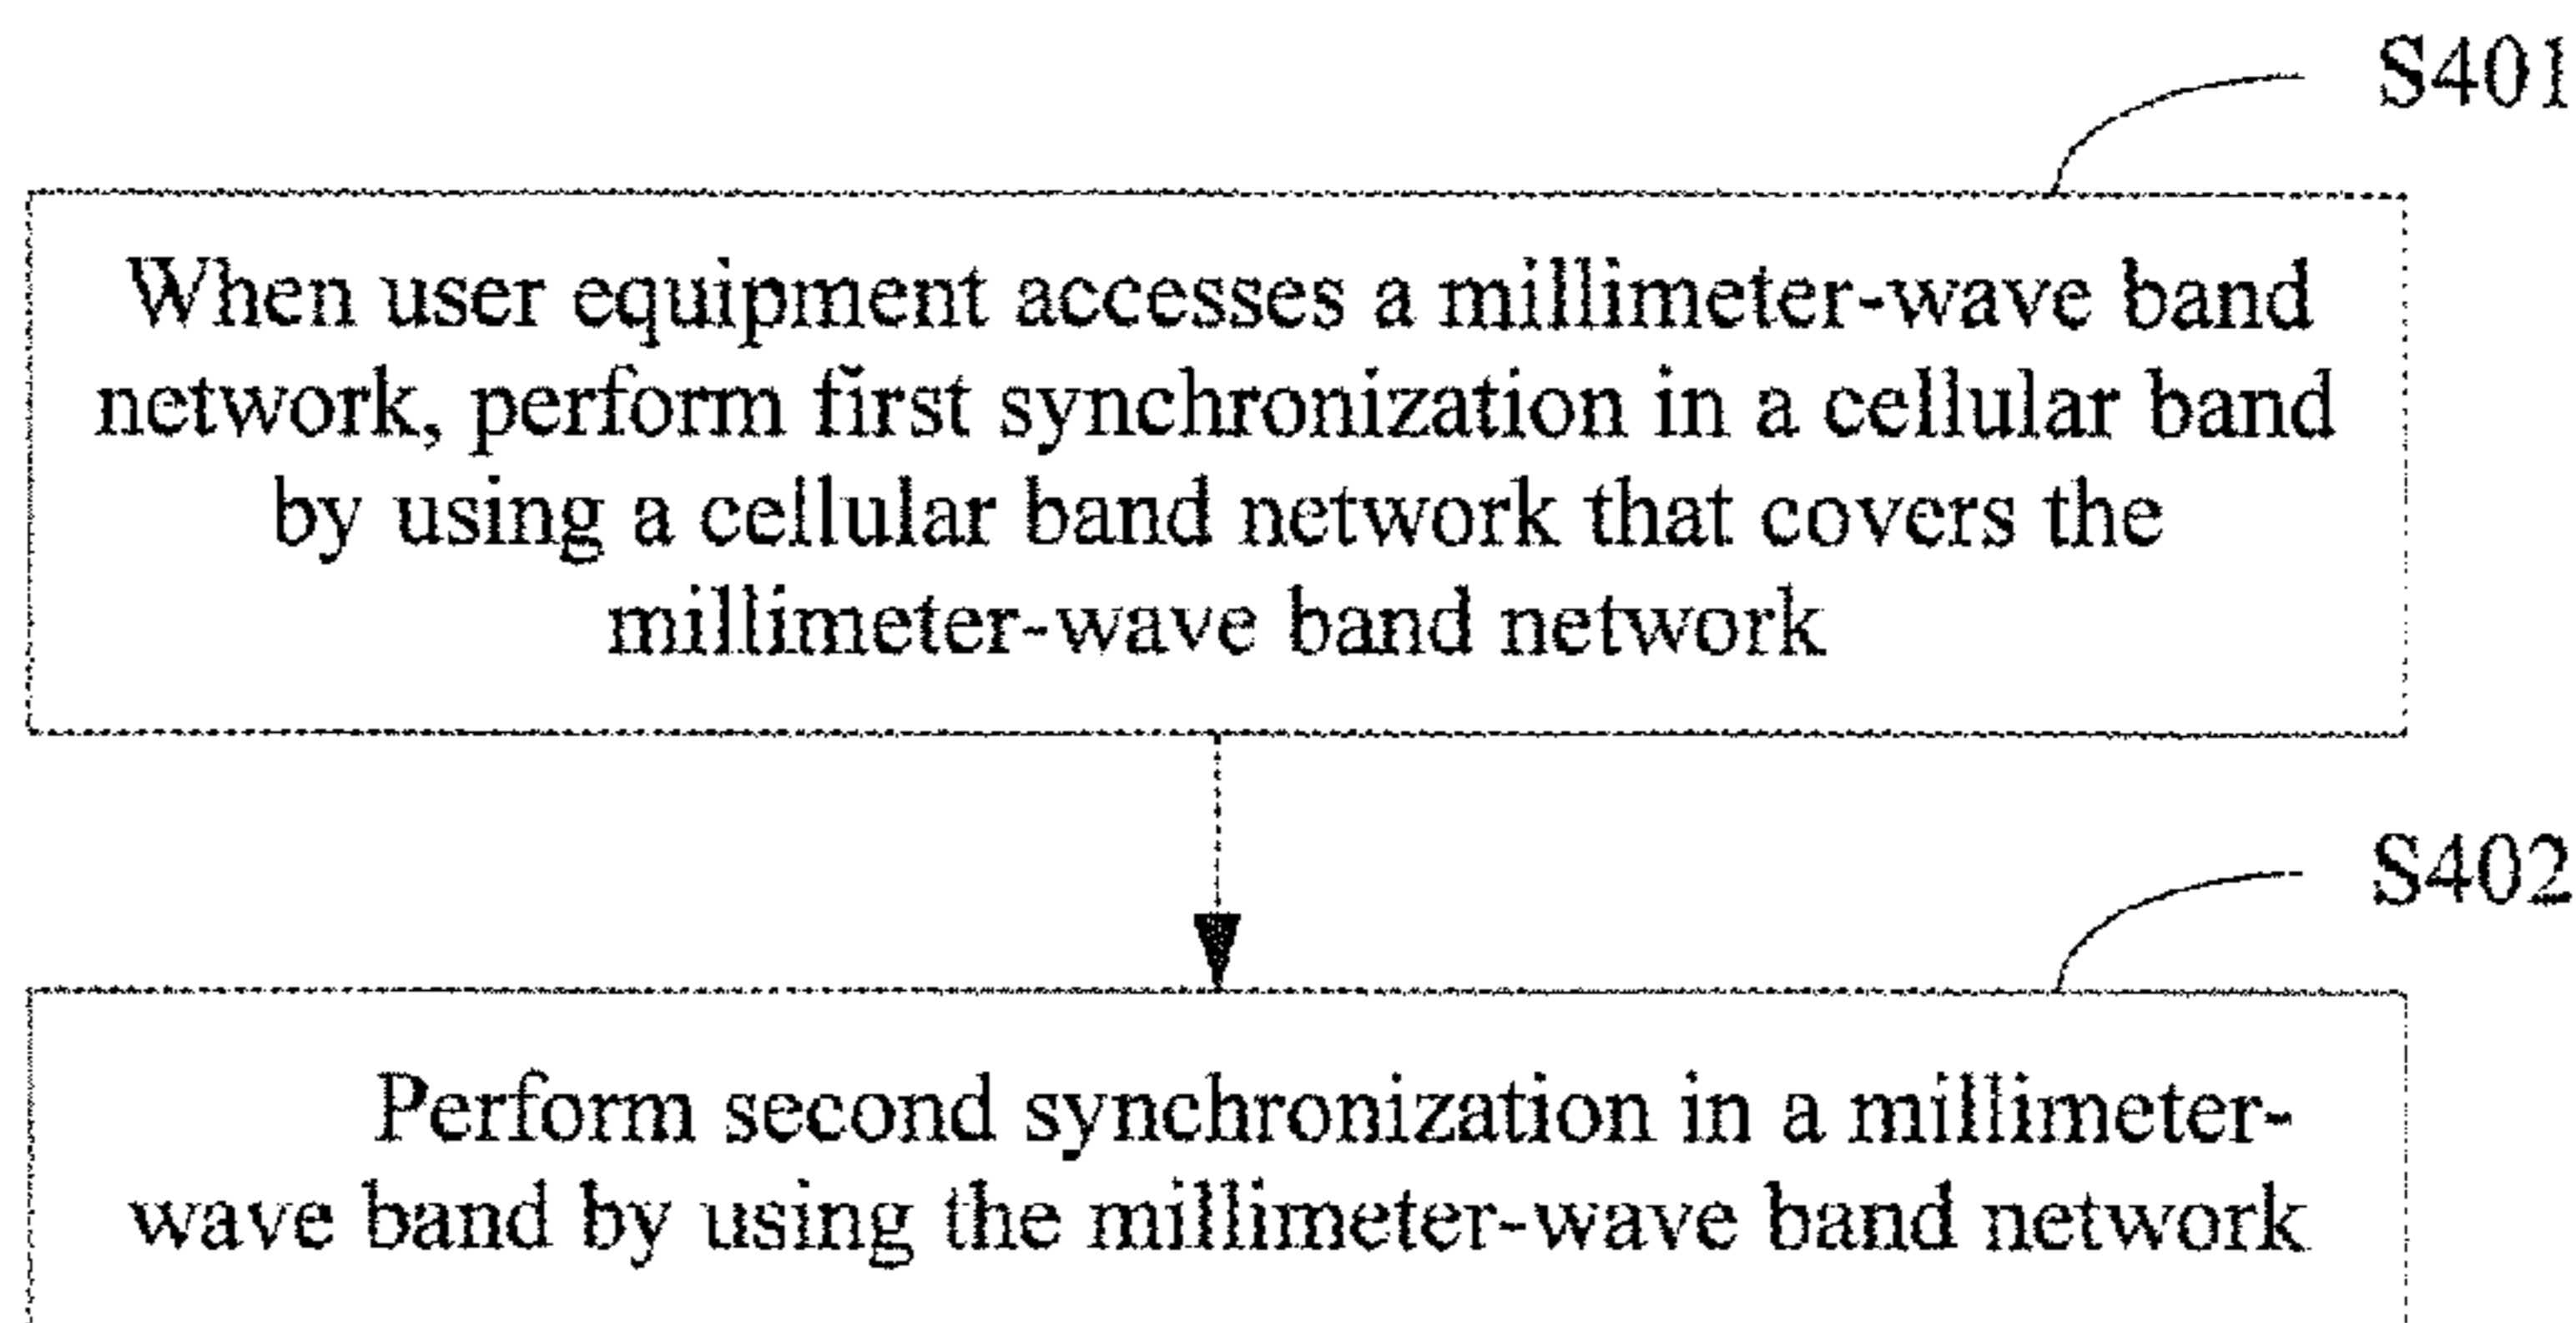 S401
When user equipment accesses a millimeter-wave band
network, perform first synchronization in a cellular band
by using a cellular band network that covers the
millimeter-wave band network
S402
Perform second synchronization in a millimeter-
wave band by using the millimeter-wave band network